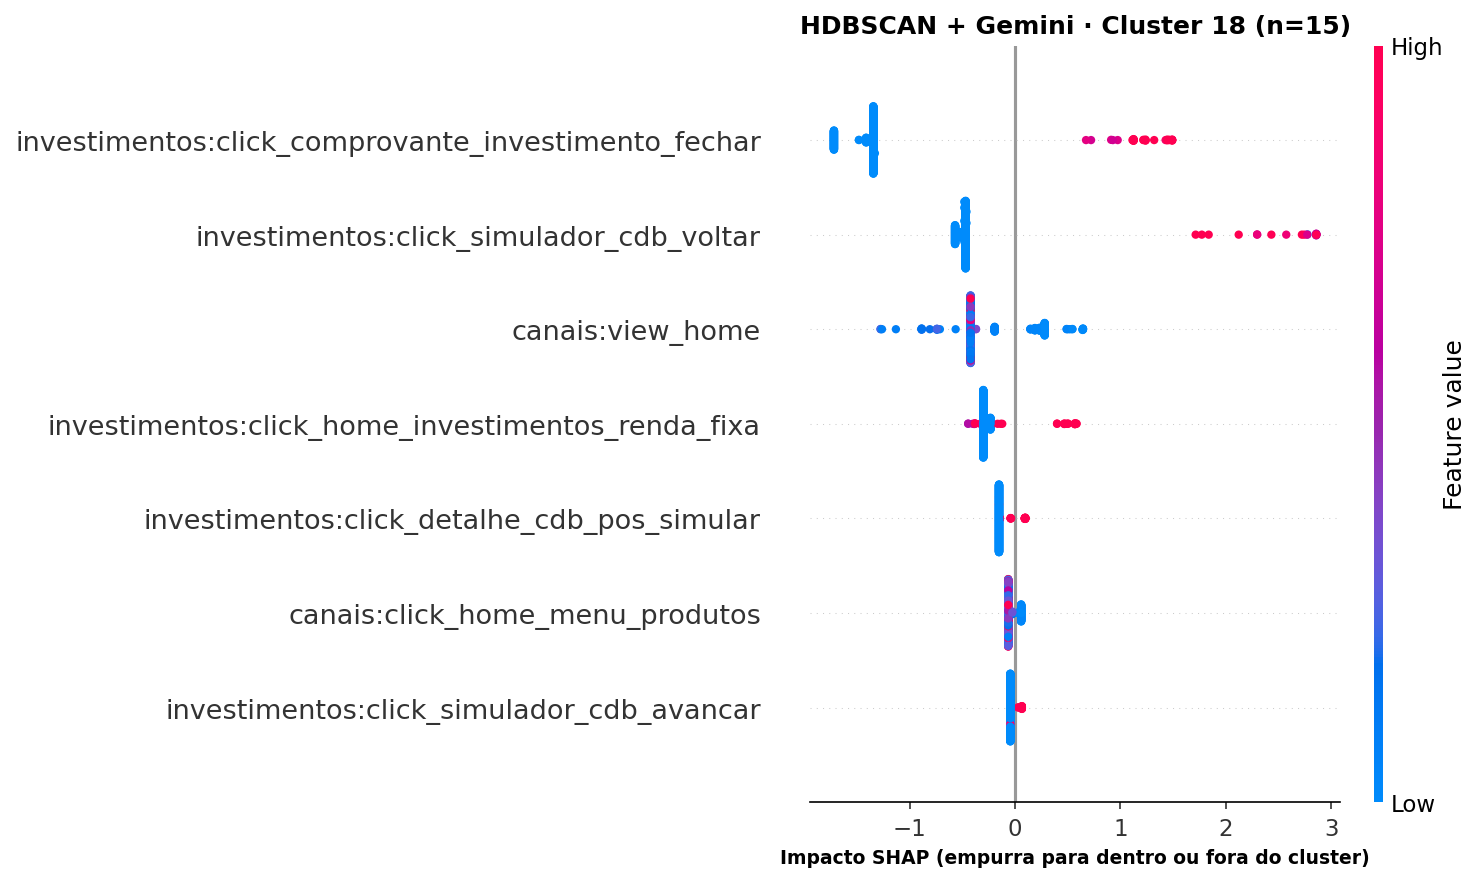 HDBSCAN + Gemini · Cluster 18 (n=15)
High
investimentos:click_comprovante_investimento_fechar
investimentos:click_simulador_cdb_voltar
canais:view_home
investimentos:click_home_investimentos_renda_fixa
investimentos:click_detalhe_cdb_pos_simular
canais:click_home_menu_produtos
investimentos:click_simulador_cdb_avancar
Feature value
Low
−1 0 1 2 3
Impacto SHAP (empurra para dentro ou fora do cluster)